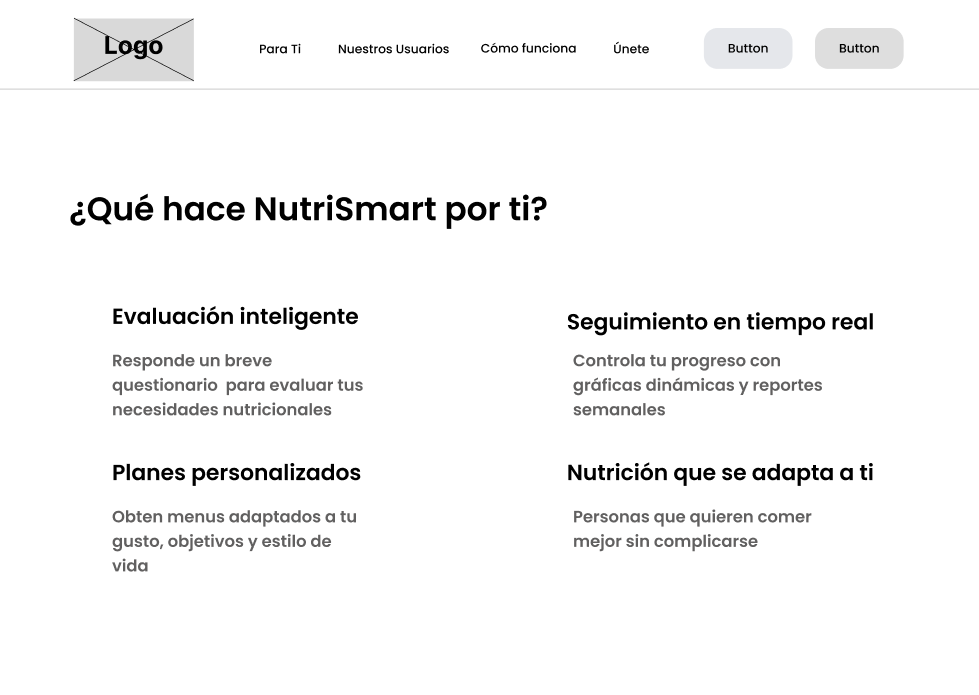 Logo
Para Ti
Nuestros Usuarios
Cómo funciona
Únete
Button
Button
¿Qué hace NutriSmart por ti?
Evaluación inteligente
Responde un breve
questionario  para evaluar tus
necesidades nutricionales
Seguimiento en tiempo real
Controla tu progreso con
gráficas dinámicas y reportes
semanales
Planes personalizados
Obten menus adaptados a tu
gusto, objetivos y estilo de
vida
Nutrición que se adapta a ti
Personas que quieren comer
mejor sin complicarse